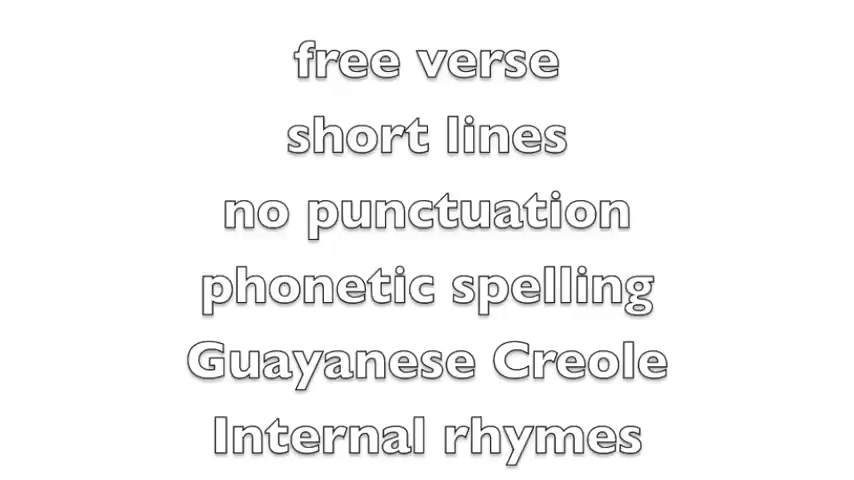 free verse
short lines
no punctuation
phonetic spelling
Guayanese Creole
Internal rhymes